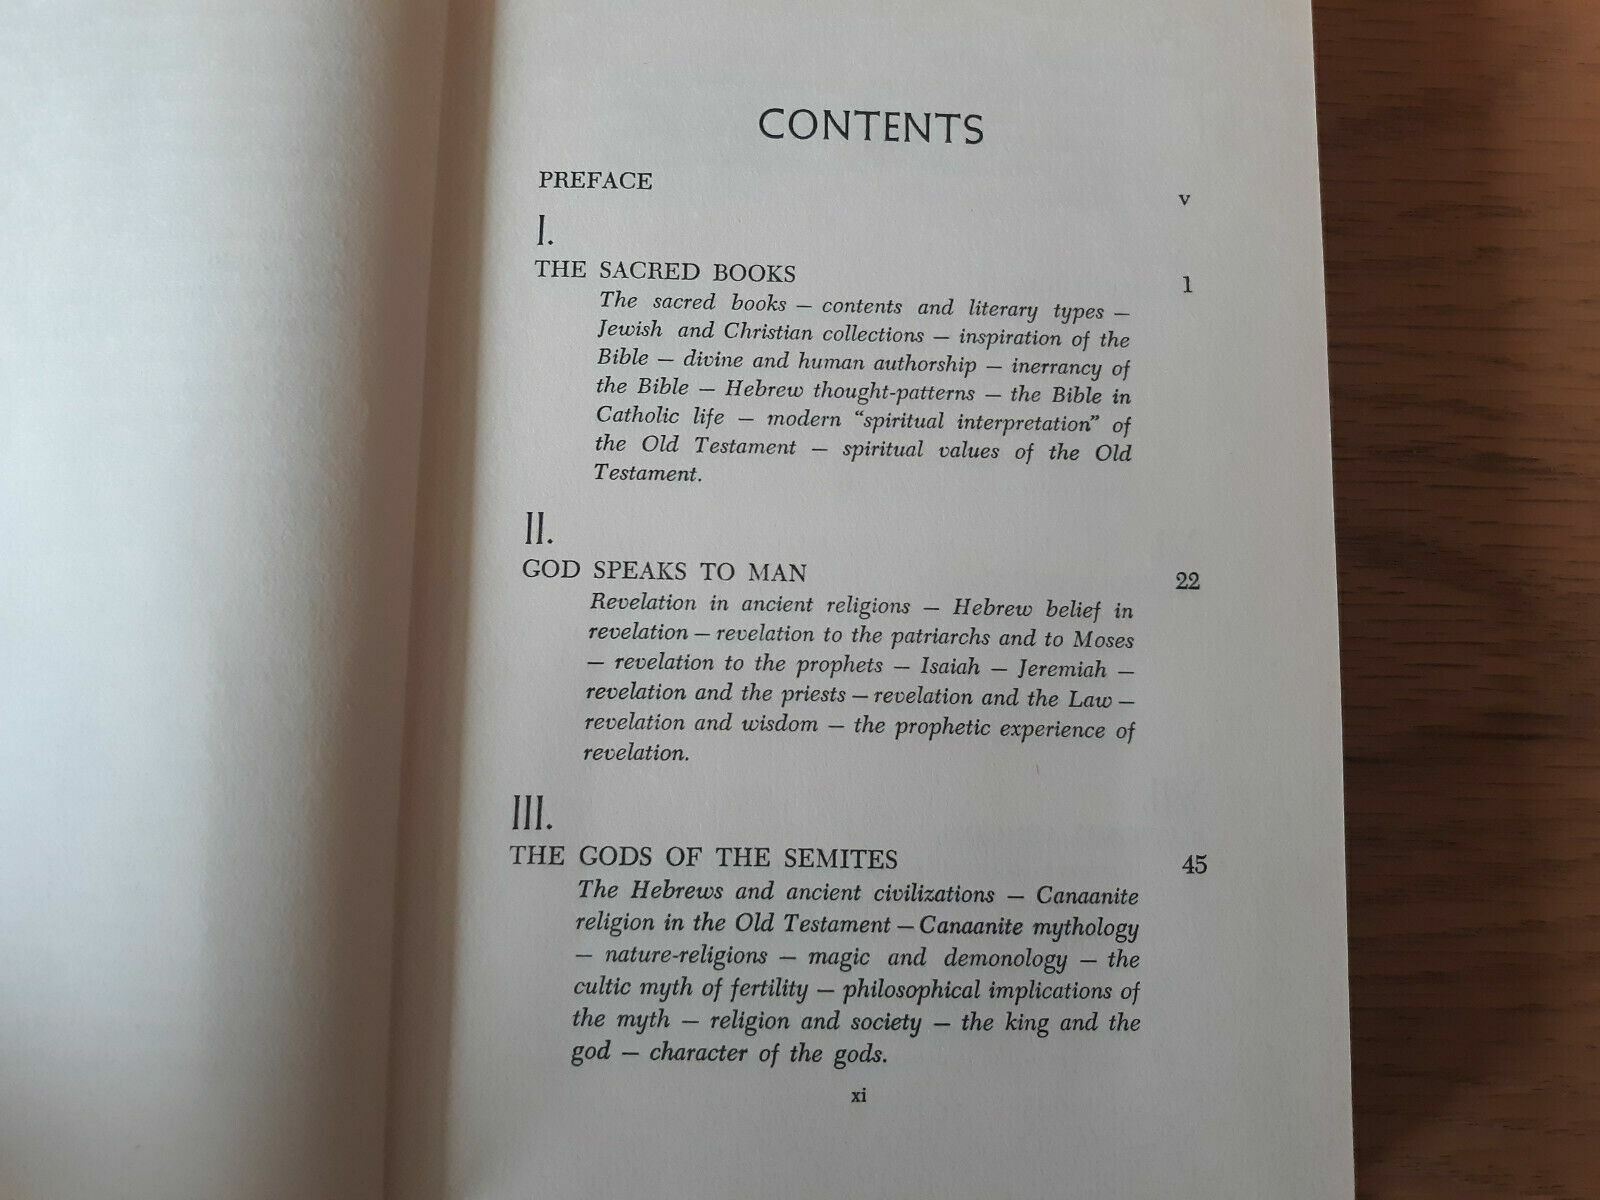 CONTENTS
PREFACE v
I.
THE SACRED BOOKS 1
The sacred books — contents and literary types —
Jewish and Christian collections — inspiration of the
Bible — divine and human authorship — inerrancy of
the Bible — Hebrew thought-patterns — the Bible in
Catholic life — modern “spiritual interpretation” of
the Old Testament — spiritual values of the Old
Testament.
II.
GOD SPEAKS TO MAN 22
Revelation in ancient religions — Hebrew belief in
revelation — revelation to the patriarchs and to Moses
— revelation to the prophets — Isaiah — Jeremiah —
revelation and the priests — revelation and the Law —
revelation and wisdom — the prophetic experience of
revelation.
III.
THE GODS OF THE SEMITES 45
The Hebrews and ancient civilizations — Canaanite
religion in the Old Testament — Canaanite mythology
— nature-religions — magic and demonology — the
cultic myth of fertility — philosophical implications of
the myth — religion and society — the king and the
god — character of the gods.
xi